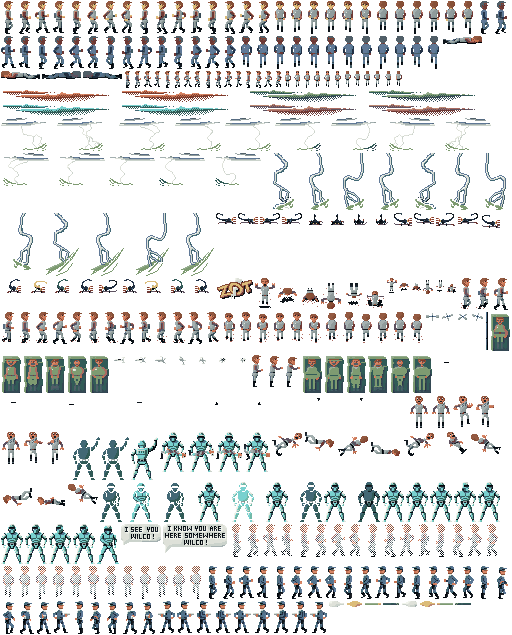 ZOT
I SEE YOU
WILCO!
I KNOW YOU ARE
HERE SOMEWHERE
WILCO!